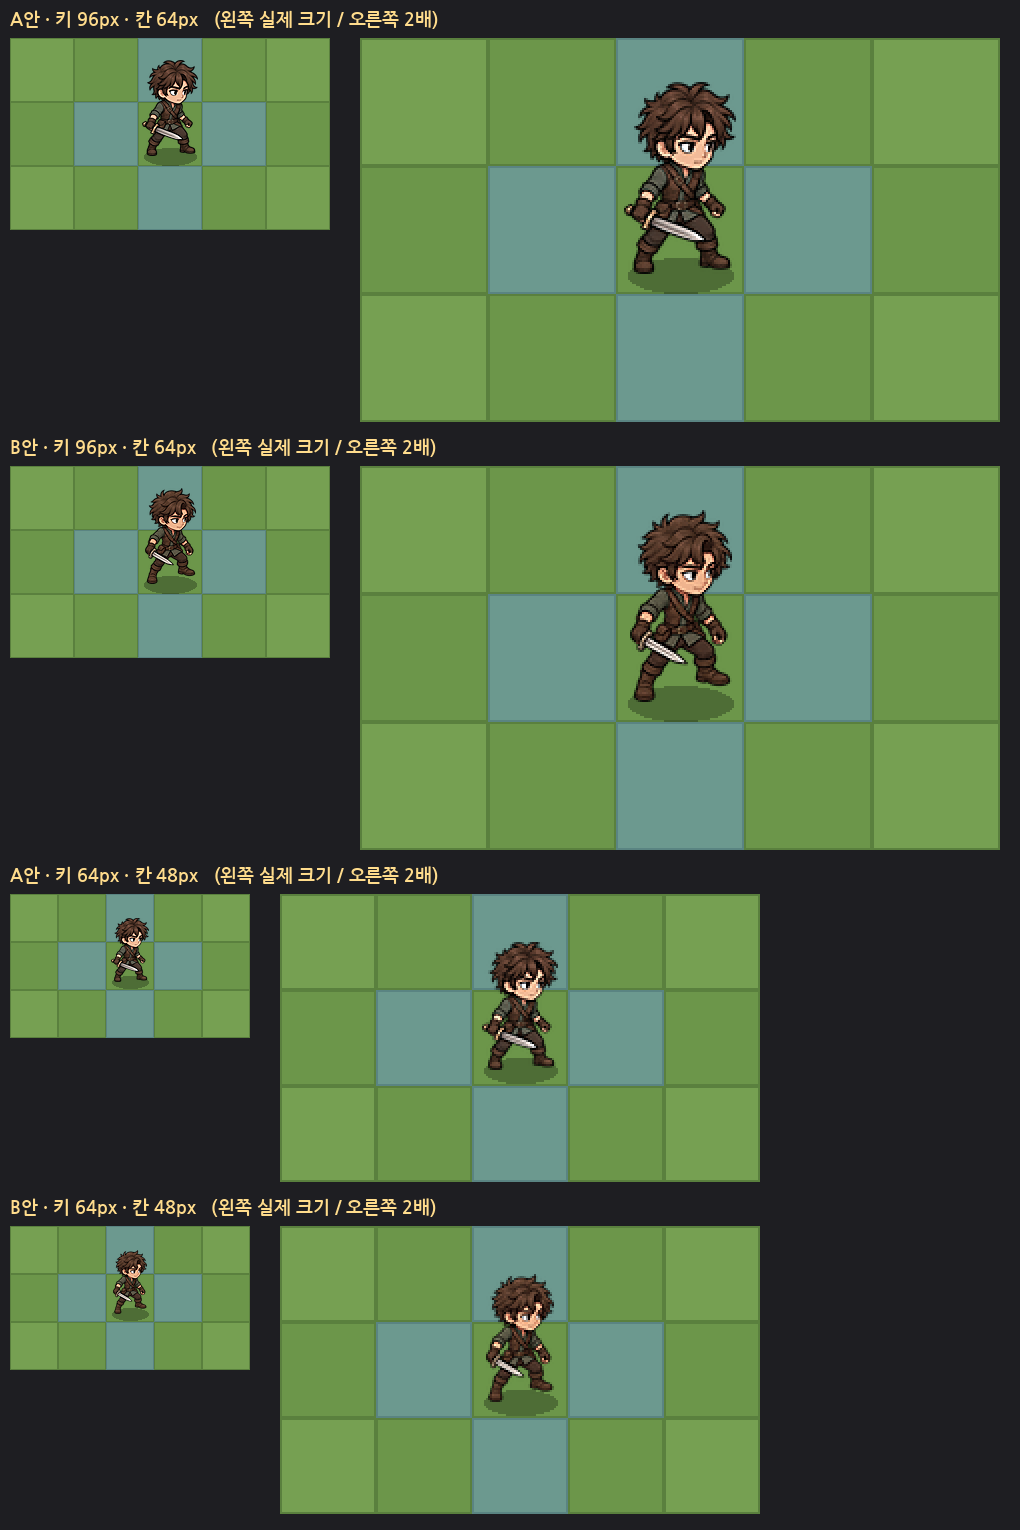 A안 · 키 96px · 칸 64px (왼쪽 실제 크기 / 오른쪽 2배)
B안 · 키 96px · 칸 64px (왼쪽 실제 크기 / 오른쪽 2배)
A안 · 키 64px · 칸 48px (왼쪽 실제 크기 / 오른쪽 2배)
B안 · 키 64px · 칸 48px (왼쪽 실제 크기 / 오른쪽 2배)